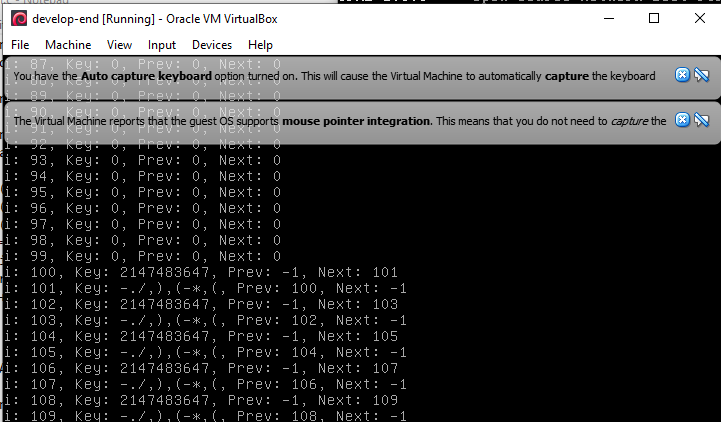 develop-end [Running] - Oracle VM VirtualBox
File Machine View Input Devices Help
i: 87, Key: 0, Prev: 0, Next: 0
You have the Auto capture keyboard option turned on. This will cause the Virtual Machine to automatically capture the keyboard
i: 89, Key: 0, Prev: 0, Next: 0
i: 90, Key: 0, Prev: 0, Next: 0
The Virtual Machine reports that the guest OS supports mouse pointer integration. This means that you do not need to capture the
i: 92, Key: 0, Prev: 0, Next: 0
i: 93, Key: 0, Prev: 0, Next: 0
i: 94, Key: 0, Prev: 0, Next: 0
i: 95, Key: 0, Prev: 0, Next: 0
i: 96, Key: 0, Prev: 0, Next: 0
i: 97, Key: 0, Prev: 0, Next: 0
i: 98, Key: 0, Prev: 0, Next: 0
i: 99, Key: 0, Prev: 0, Next: 0
i: 100, Key: 2147483647, Prev: -1, Next: 101
i: 101, Key: -./,),(-*,(, Prev: 100, Next: -1
i: 102, Key: 2147483647, Prev: -1, Next: 103
i: 103, Key: -./,),(-*,(, Prev: 102, Next: -1
i: 104, Key: 2147483647, Prev: -1, Next: 105
i: 105, Key: -./,),(-*,(, Prev: 104, Next: -1
i: 106, Key: 2147483647, Prev: -1, Next: 107
i: 107, Key: -./,),(-*,(, Prev: 106, Next: -1
i: 108, Key: 2147483647, Prev: -1, Next: 109
i: 109, Key: -./,),(-*,(, Prev: 108, Next: -1